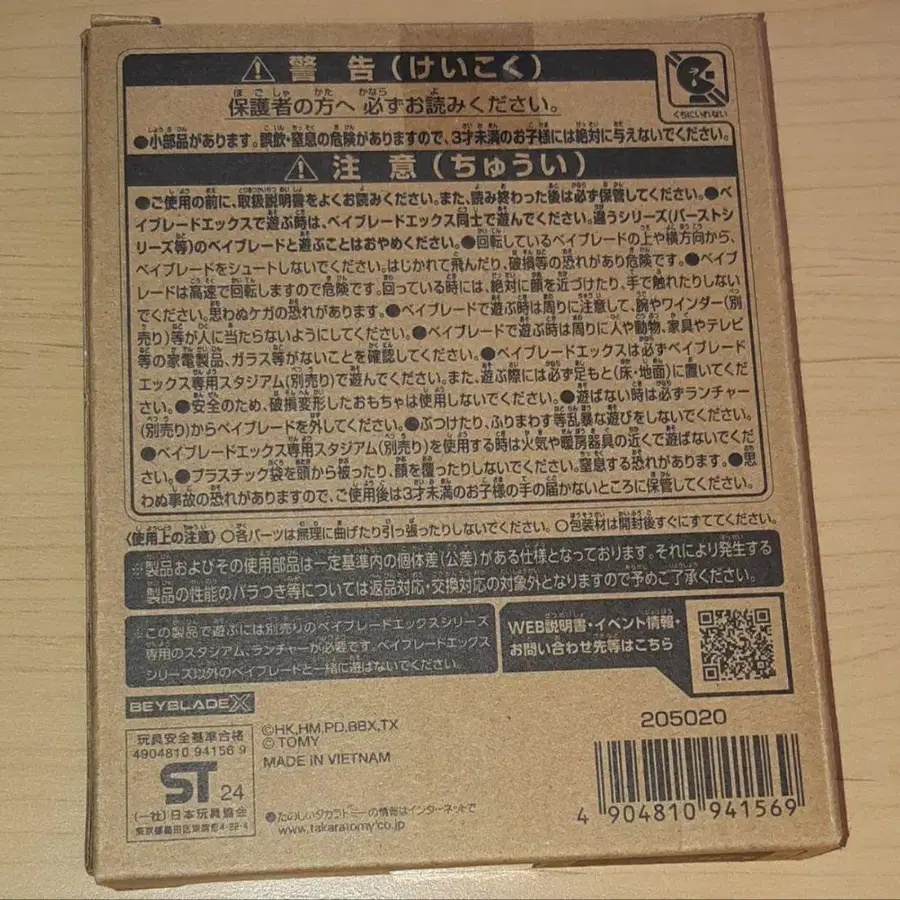 ⚠ 警 告 (けいこく)
保護者の方へ 必ずお読みください。
くちにいれない
●小部品があります。誤飲・窒息の危険がありますので、3才未満のお子様には絶対に与えないでください。
⚠ 注 意 (ちゅうい)
●ご使用の前に、取扱説明書をよくお読みください。また、読み終わった後は必ず保管してください。●ベイ
ブレードエックスで遊ぶ時は、ベイブレードエックス同士で遊んでください。違うシリーズ(バーストシ
リーズ等)のベイブレードと遊ぶことはおやめください。●回転しているベイブレードの上や横方向から、
ベイブレードをシュートしないでください。はじかれて飛んだり、破損等の恐れがあり危険です。●ベイブ
レードは高速で回転しますので危険です。回っている時には、絶対に顔を近づけたり、手で触れたりしない
でください。思わぬケガの恐れがあります。●ベイブレードで遊ぶ時は周りに注意して、腕やワインダー(別
売り)等が人に当たらないようにしてください。●ベイブレードで遊ぶ時は周りに人や動物、家具やテレビ
等の家電製品、ガラス等がないことを確認してください。●ベイブレードエックスは必ずベイブレード
エックス専用スタジアム(別売り)で遊んでください。また、遊ぶ際には必ず足もと(床・地面)に置いてくだ
さい。●安全のため、破損変形したおもちゃは使用しないでください。●遊ばない時は必ずランチャー
(別売り)からベイブレードを外してください。●ぶつけたり、ふりまわす等乱暴な遊びをしないでください。
●ベイブレードエックス専用スタジアム(別売り)を使用する時は火気や暖房器具の近くで遊ばないでくだ
さい。●プラスチック袋を頭から被ったり、顔を覆ったりしないでください。窒息する恐れがあります。●思
わぬ事故の恐れがありますので、ご使用後は3才未満のお子様の手の届かないところに保管してください。
〈使用上の注意〉○各パーツは無理に曲げたり引っ張ったりしないでください。○包装材は開封後すぐにすててください。
※製品およびその使用部品は一定基準内の個体差(公差)がある仕様となっております。それにより発生する
製品の性能のバラつき等については返品対応・交換対応の対象外となりますので予めご了承ください。
※この製品で遊ぶには別売りのベイブレードエックスシリーズ
専用のスタジアム、ランチャーが必要です。ベイブレードエックス
シリーズ以外のベイブレードと一緒に遊ばないでください。
WEB説明書・イベント情報・
お問い合わせ先等はこちら
BEYBLADE X
玩具安全基準合格
4904810 94156 9
ST 24
(一社)日本玩具協会
東京都墨田区東駒形4-22-4
©HK,HM,PD,BBX,TX
© TOMY
MADE IN VIETNAM
●たのしいタカラトミーの情報はインターネットで
www.takaratomy.co.jp
205020
4 904810 941569